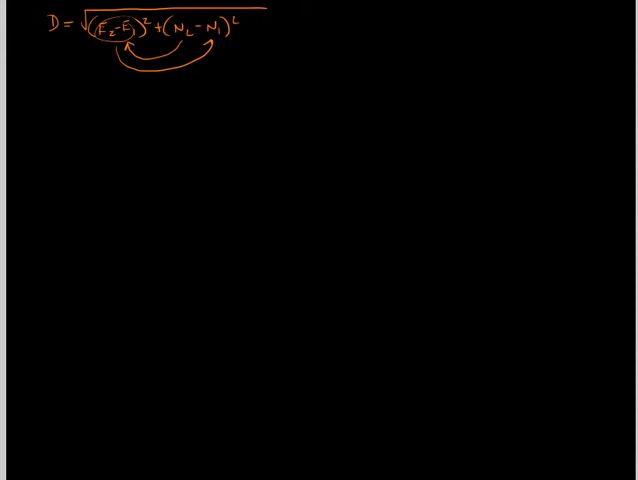 D = √(E₂-E₁)² + (N₂ - N₁)²